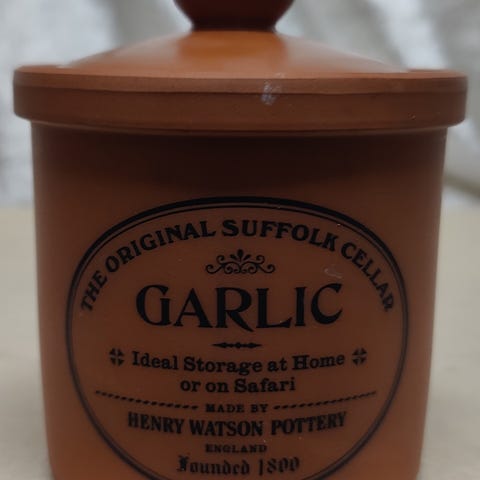 THE ORIGINAL SUFFOLK CELLAR
GARLIC
Ideal Storage at Home
or on Safari
MADE BY
HENRY WATSON POTTERY
ENGLAND
Founded 1800